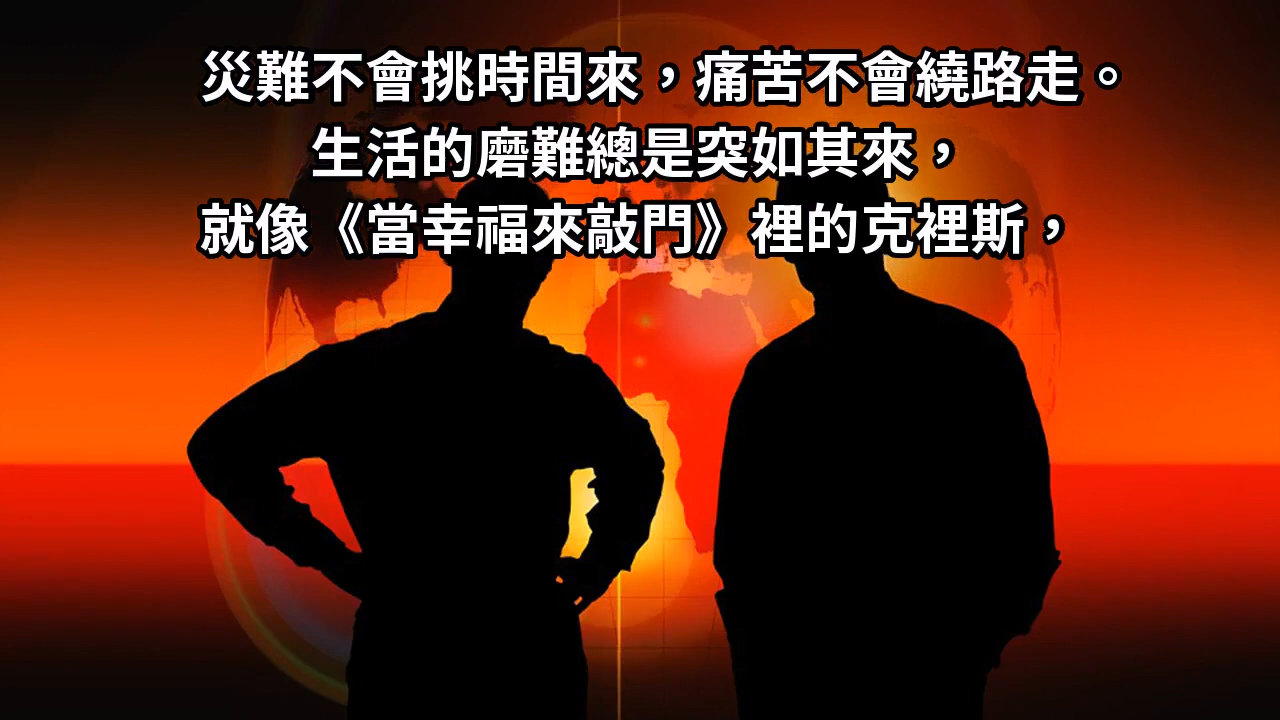 災難不會挑時間來，痛苦不會繞路走。
生活的磨難總是突如其來，
就像《當幸福來敲門》裡的克裡斯，